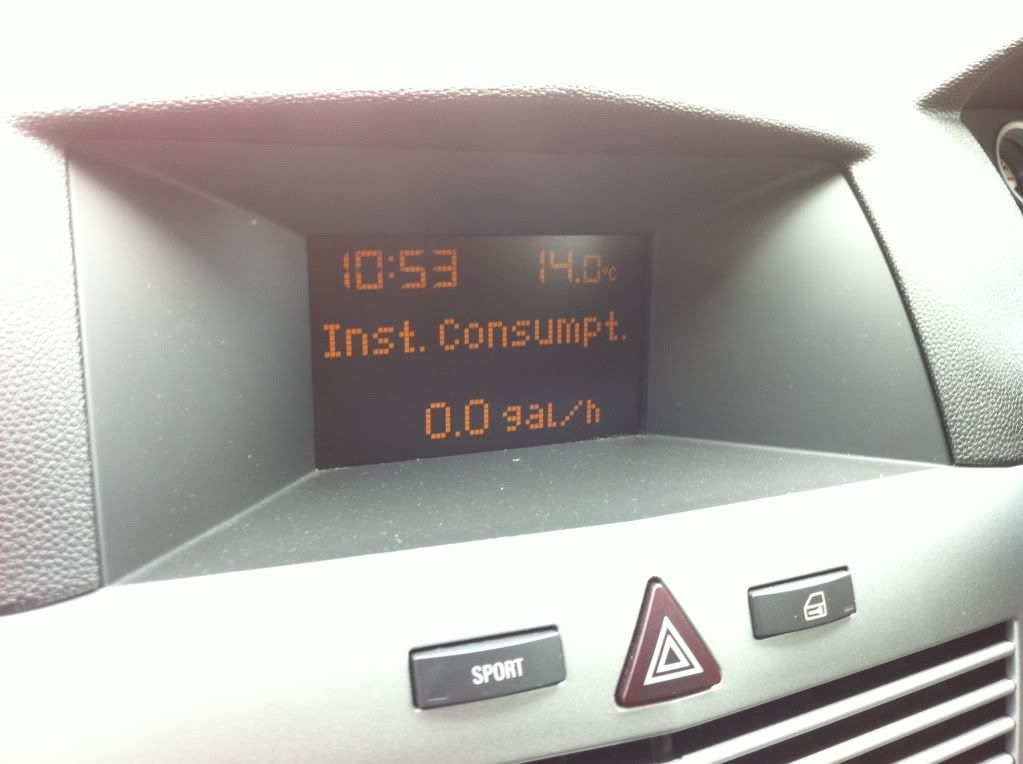 10:53 14.0°C
Inst. Consumpt.
0.0 gal/h
SPORT